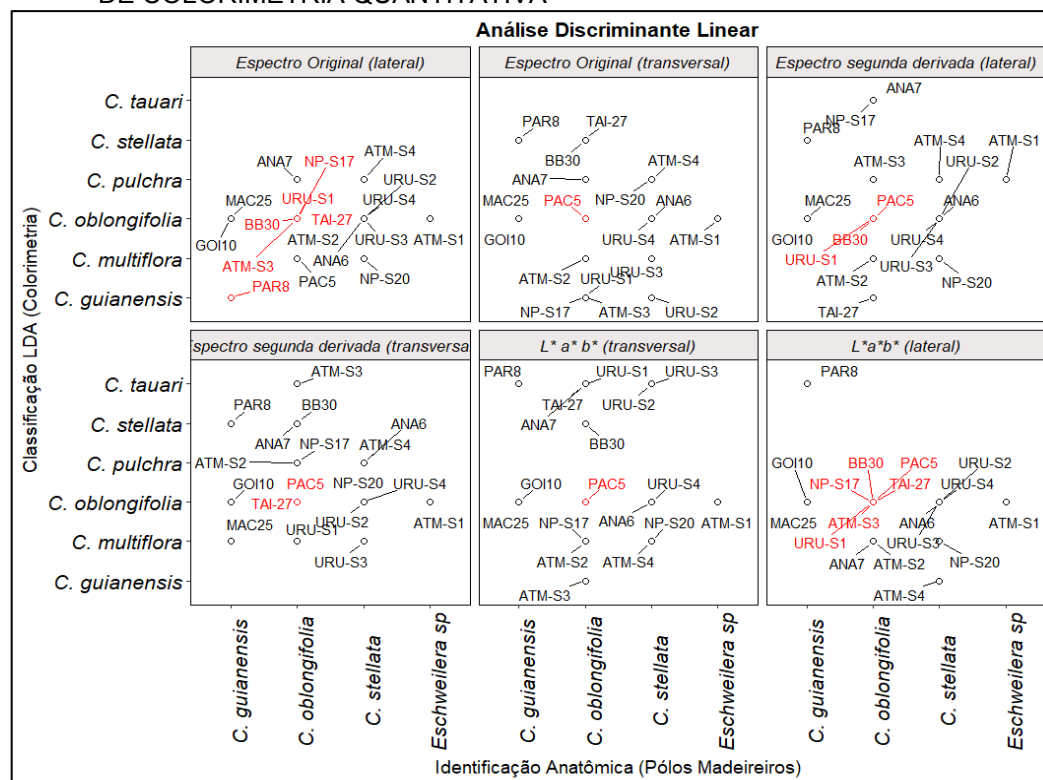 DE COLORIMETRIA QUANTITATIVA
Análise Discriminante Linear
Espectro Original (lateral)
Espectro Original (transversal)
Espectro segunda derivada (lateral)
Classificação LDA (Colorimetria)
C. tauari
C. stellata
C. pulchra
C. oblongifolia
C. multiflora
C. guianensis
ANA7
NP-S17
ATM-S4
URU-S2
MAC25
URU-S1
URU-S4
BB30
TAI-27
GOI10
ATM-S2
URU-S3
ATM-S1
ATM-S3
ANA6
PAC5
NP-S20
PAR8
PAR8
TAI-27
BB30
ATM-S4
ANA7
NP-S20
MAC25
PAC5
ANA6
GOI10
URU-S4
ATM-S1
ATM-S2
URU-S3
URU-S1
NP-S17
ATM-S3
URU-S2
ANA7
NP-S17
PAR8
ATM-S4
ATM-S1
URU-S2
ATM-S3
MAC25
PAC5
ANA6
GOI10
BB30
URU-S4
URU-S1
URU-S3
ATM-S2
NP-S20
TAI-27
Espectro segunda derivada (transversa
L* a* b* (transversal)
L*a*b* (lateral)
C. tauari
C. stellata
C. pulchra
C. oblongifolia
C. multiflora
C. guianensis
ATM-S3
PAR8
BB30
ANA6
ANA7
NP-S17
ATM-S4
ATM-S2
GOI10
PAC5
NP-S20
URU-S4
TAI-27
URU-S2
MAC25
URU-S1
ATM-S1
URU-S3
PAR8
URU-S1
URU-S3
TAI-27
URU-S2
ANA7
BB30
GOI10
PAC5
URU-S4
ANA6
MAC25
NP-S17
NP-S20
ATM-S1
ATM-S2
ATM-S4
ATM-S3
PAR8
GOI10
BB30
PAC5
URU-S2
NP-S17
TAI-27
URU-S4
MAC25
ATM-S3
ANA6
ATM-S1
URU-S1
URU-S3
ANA7
ATM-S2
NP-S20
ATM-S4
C. guianensis
C. oblongifolia
C. stellata
Eschweilera sp
C. guianensis
C. oblongifolia
C. stellata
Eschweilera sp
C. guianensis
C. oblongifolia
C. stellata
Eschweilera sp
Identificação Anatômica (Pólos Madeireiros)